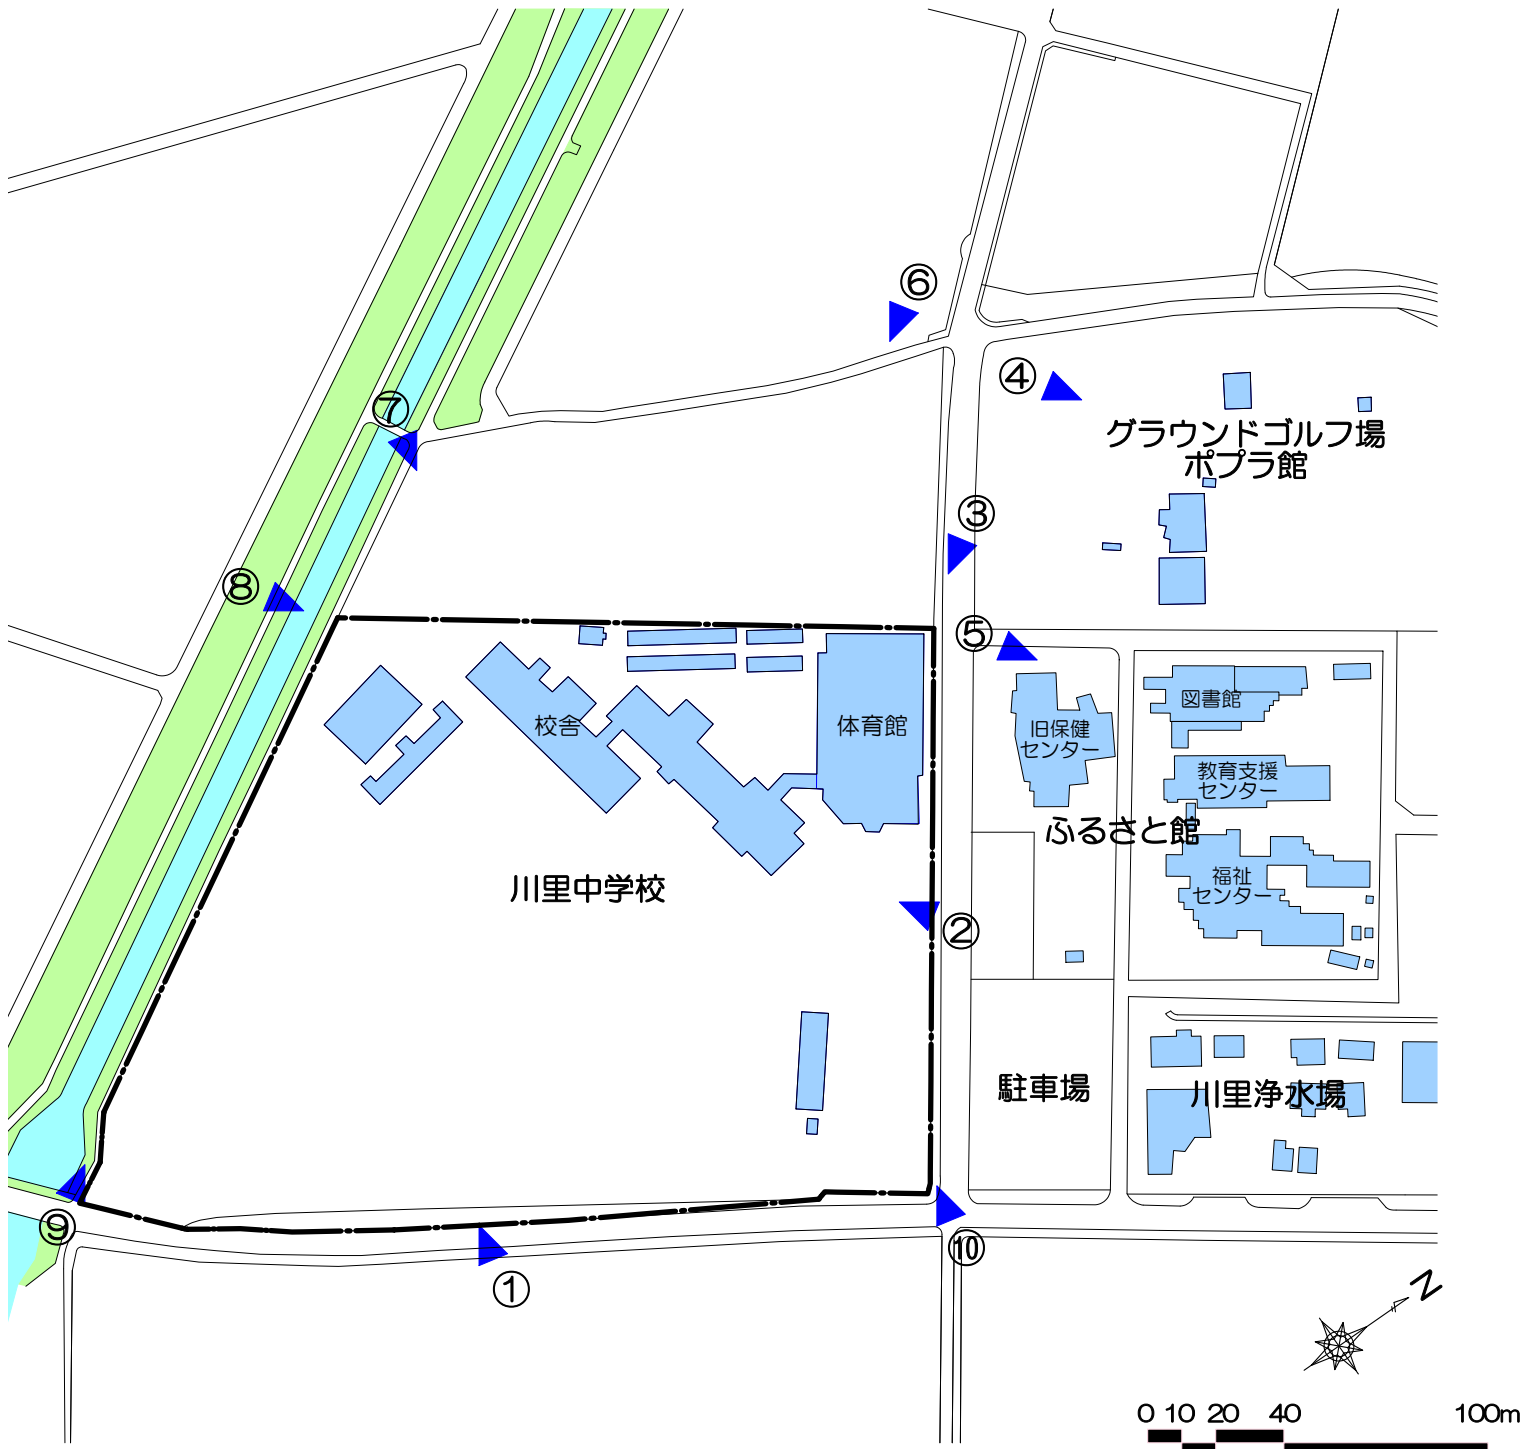 ⑥
④
⑦
グラウンドゴルフ場
ポプラ館
③
⑧
⑤
図書館
校舎
体育館
旧保健
センター
教育支援
センター
ふるさと館
川里中学校
福祉
センター
②
駐車場
川里浄水場
⑨
⑩
①
N
0 10 20 40 100m